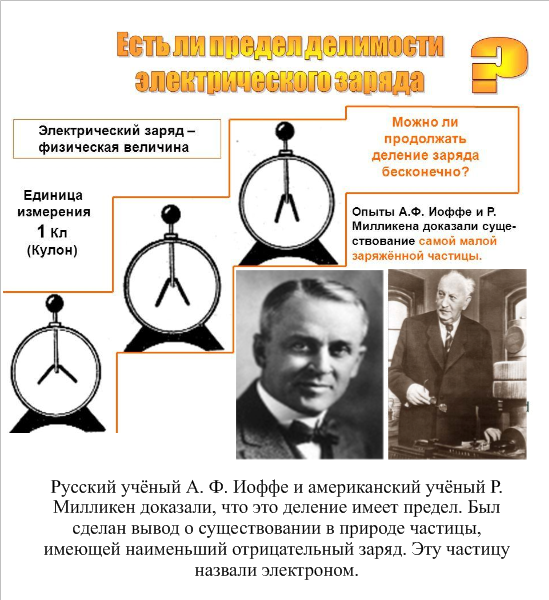 Есть ли предел делимости
электрического заряда
?
Электрический заряд –
физическая величина
Можно ли
продолжать
деление заряда
бесконечно?
Единица
измерения
1 Кл
(Кулон)
Опыты А.Ф. Иоффе и Р.
Милликена доказали суще-
ствование самой малой
заряжённой частицы.
Русский учёный А. Ф. Иоффе и американский учёный Р.
Милликен доказали, что это деление имеет предел. Был
сделан вывод о существовании в природе частицы,
имеющей наименьший отрицательный заряд. Эту частицу
назвали электроном.